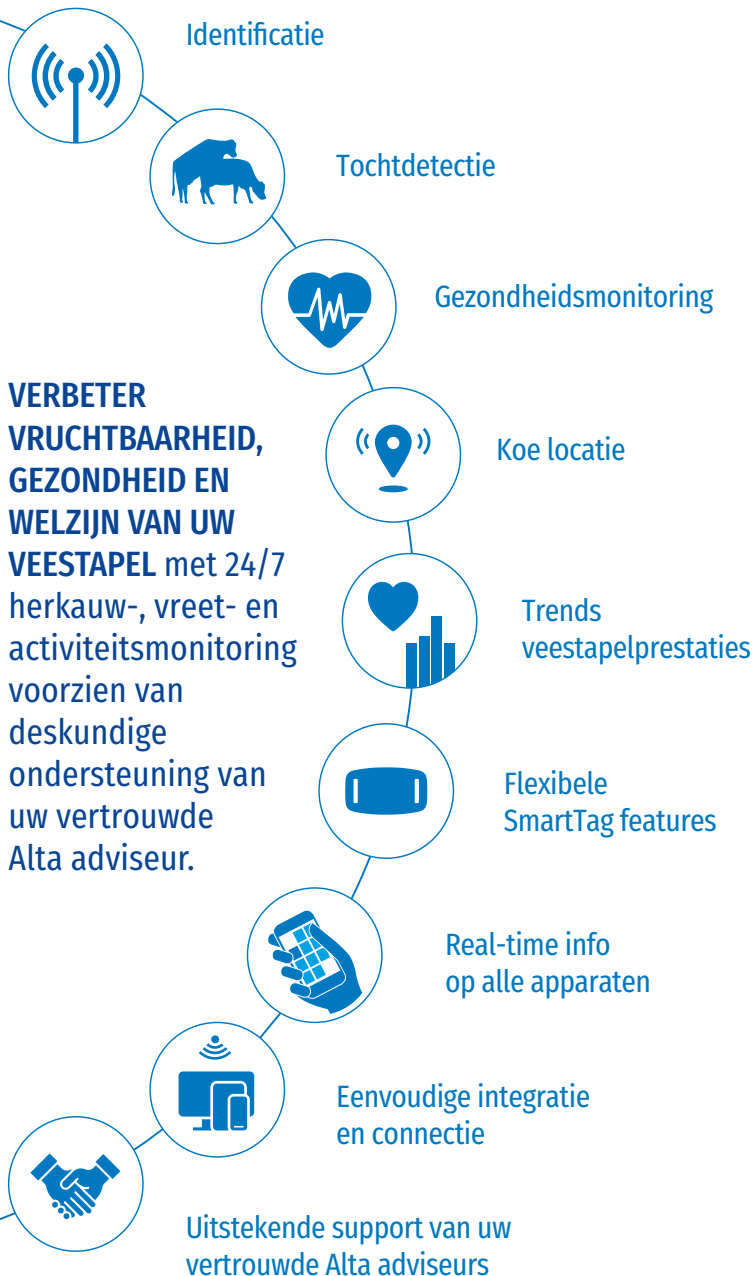 Identificatie
Tochtdetectie
Gezondheidsmonitoring
VERBETER
VRUCHTBAARHEID,
GEZONDHEID EN
WELZIJN VAN UW
VEESTAPEL met 24/7
herkauw-, vreet- en
activiteitsmonitoring
voorzien van
deskundige
ondersteuning van
uw vertrouwde
Alta adviseur.
Koe locatie
Trends
veestapelprestaties
Flexibele
SmartTag features
Real-time info
op alle apparaten
Eenvoudige integratie
en connectie
Uitstekende support van uw
vertrouwde Alta adviseurs